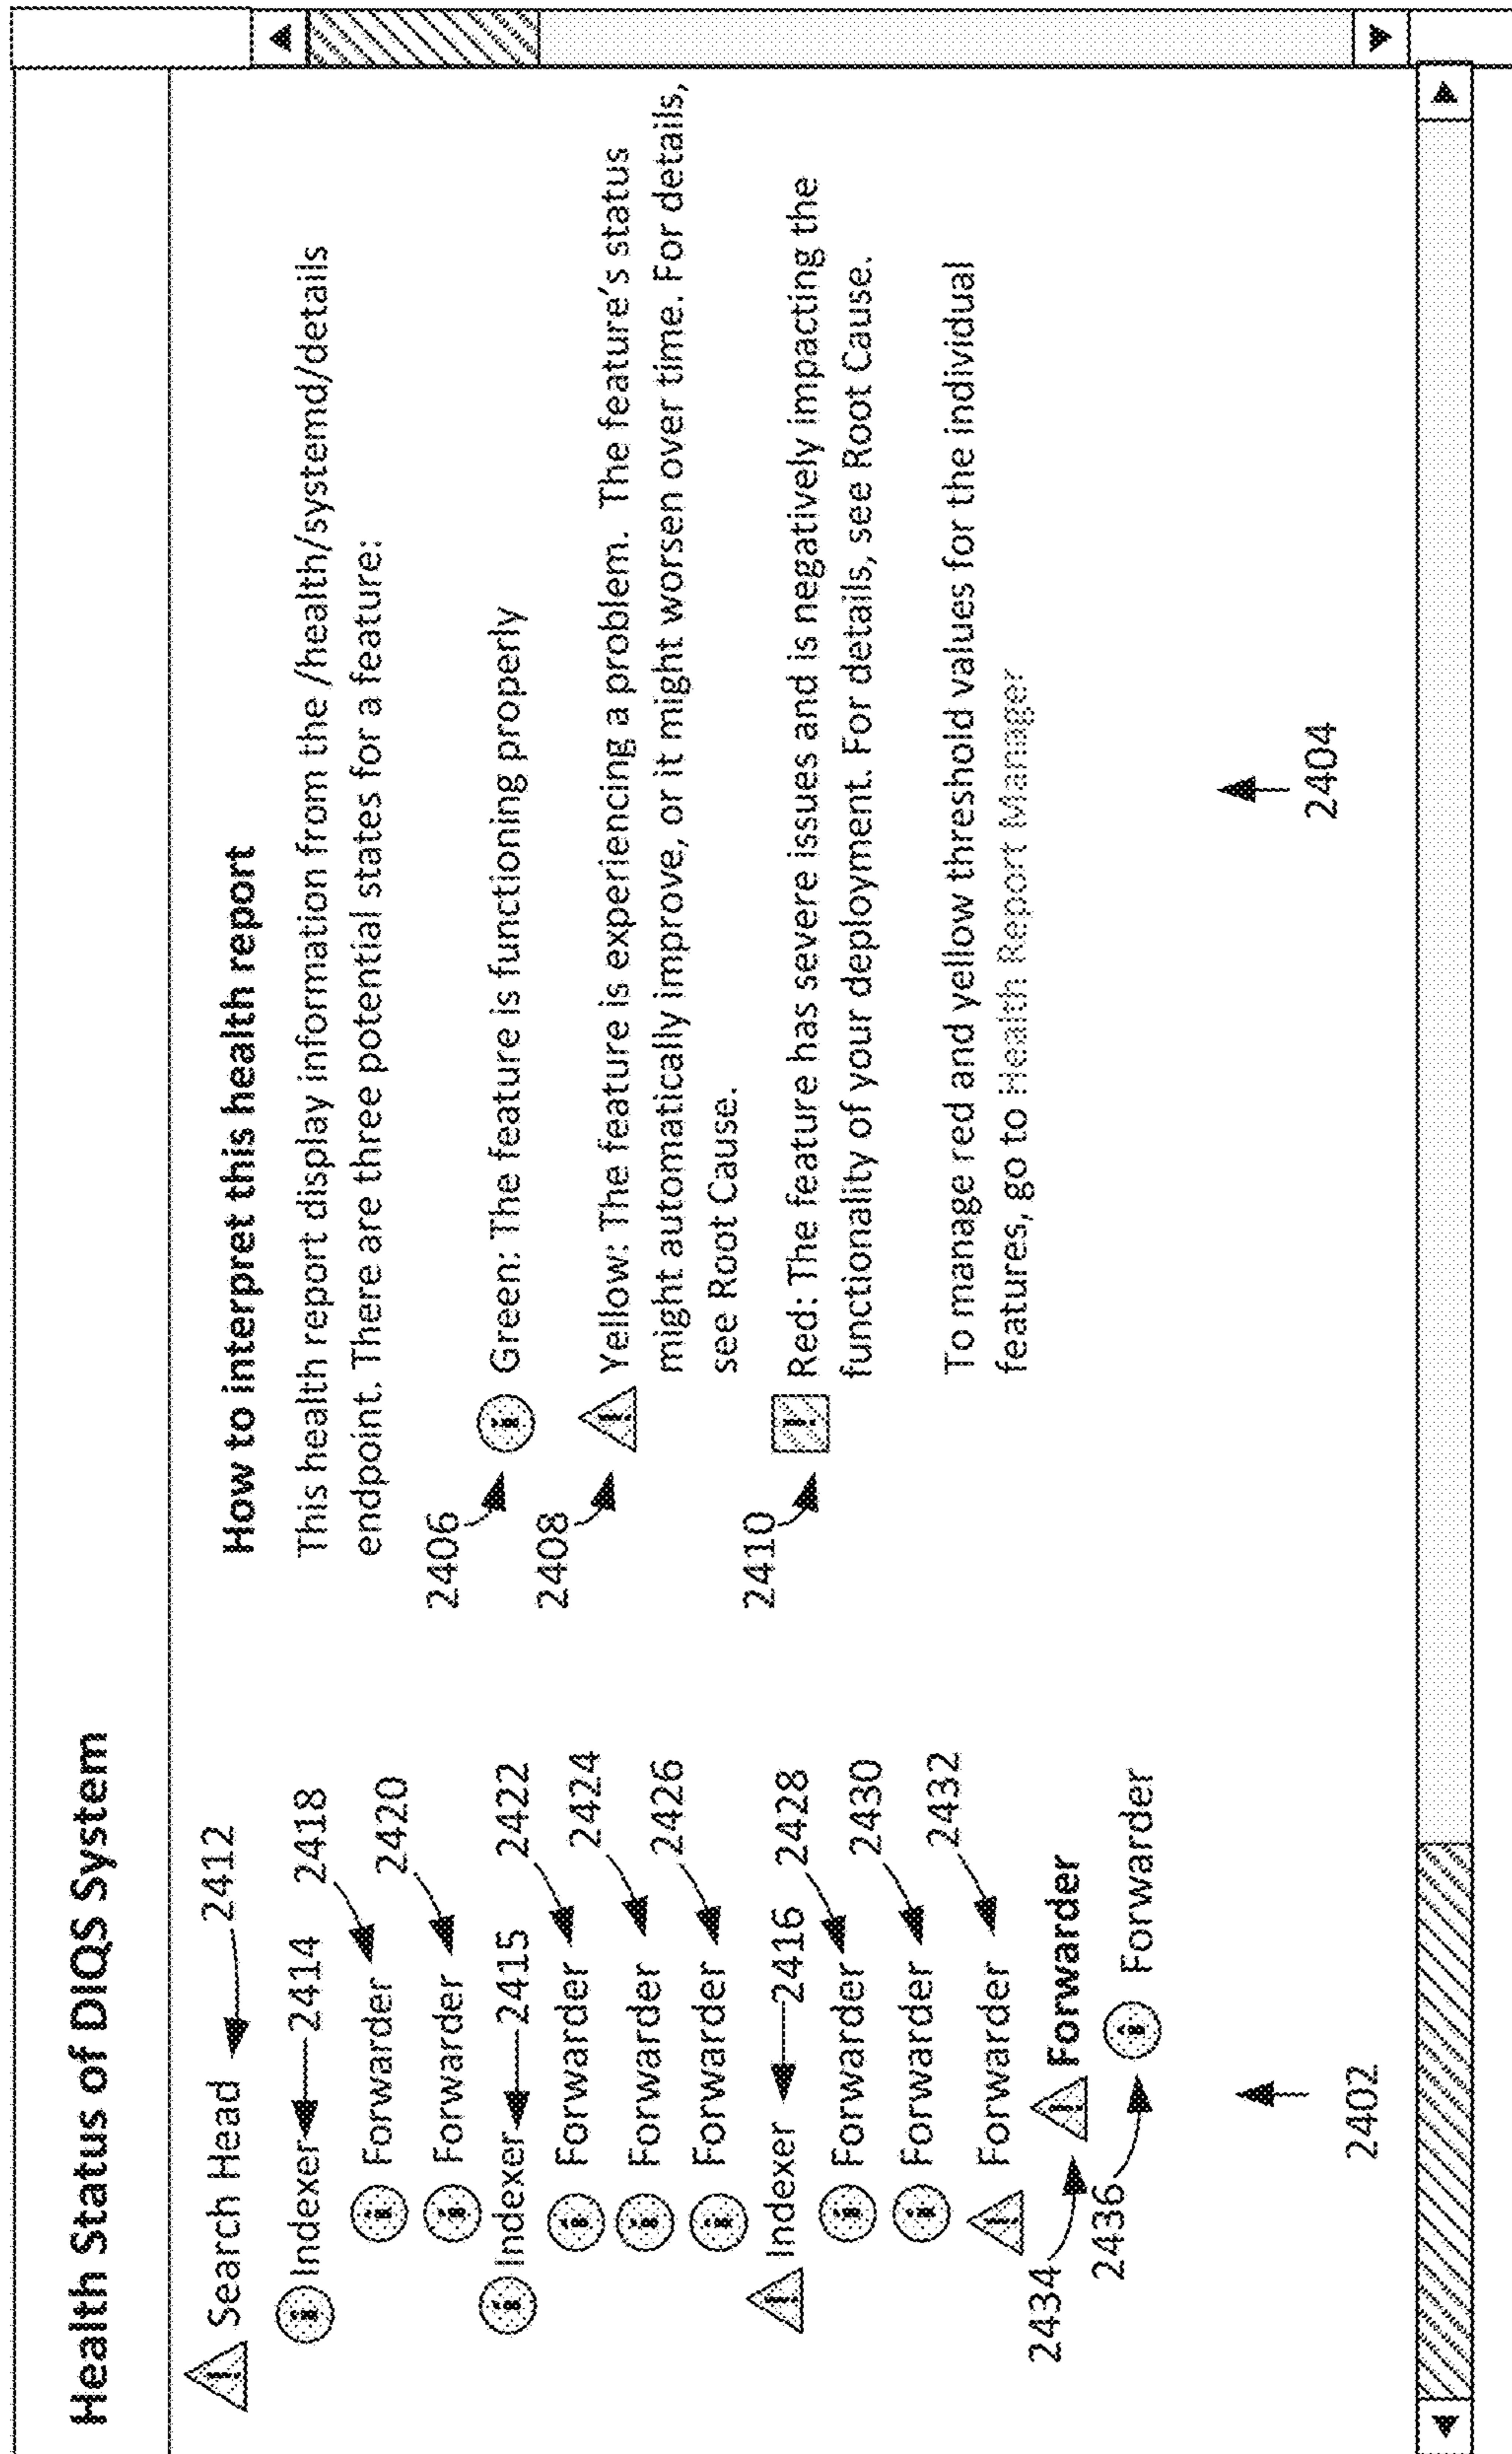 Health Status of DIQS System
Search Head 2412
Indexer 2414
Forwarder 2418
Forwarder 2420
Indexer 2415
Forwarder 2422
Forwarder 2424
Forwarder 2426
Indexer 2416
Forwarder 2428
Forwarder 2430
Forwarder 2432
2434 Forwarder
2436 Forwarder
2402
How to interpret this health report
This health report display information from the /health/systemd/details
endpoint. There are three potential states for a feature:
2406 Green: The feature is functioning properly
2408 ! Yellow: The feature is experiencing a problem. The feature's status
might automatically improve, or it might worsen over time. For details,
see Root Cause.
2410 ! Red: The feature has severe issues and is negatively impacting the
functionality of your deployment. For details, see Root Cause.
To manage red and yellow threshold values for the individual
features, go to Health Report Manager
2404